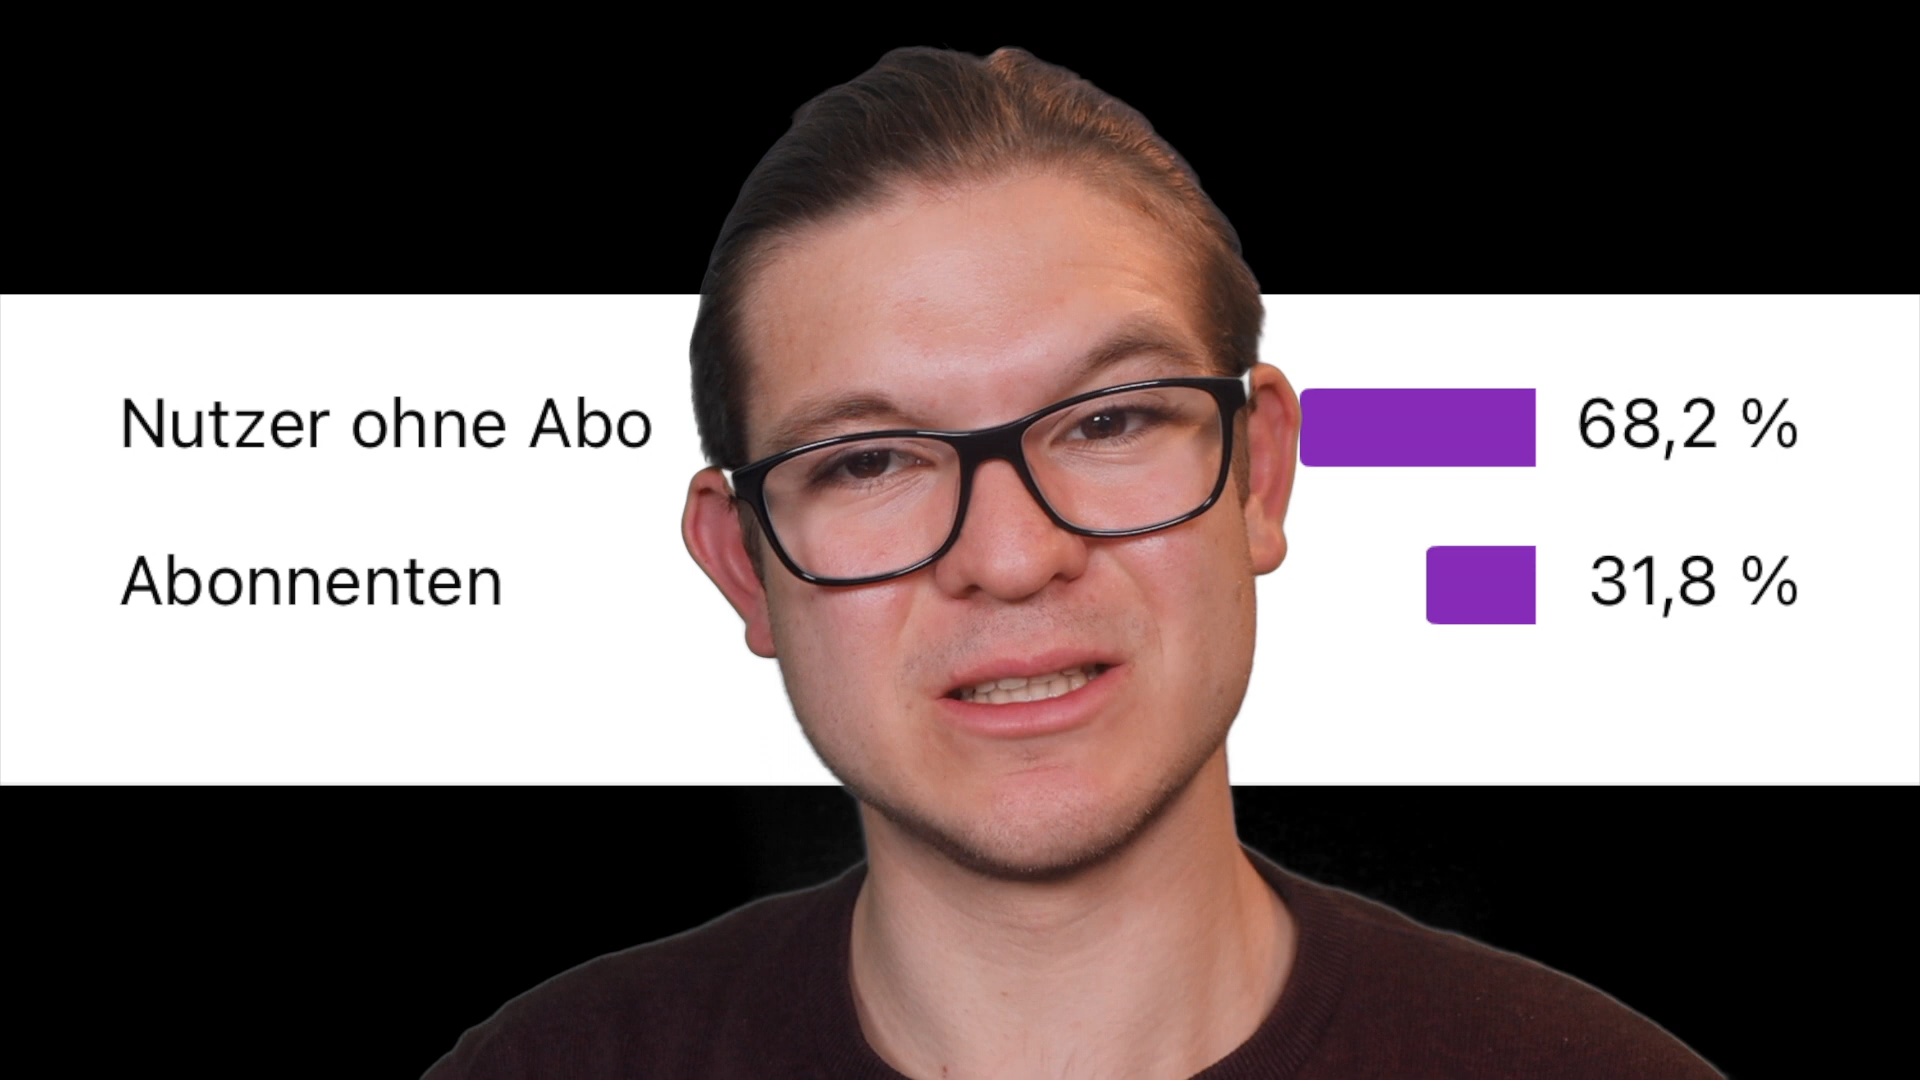 Nutzer ohne Abo 68,2 %
Abonnenten 31,8 %